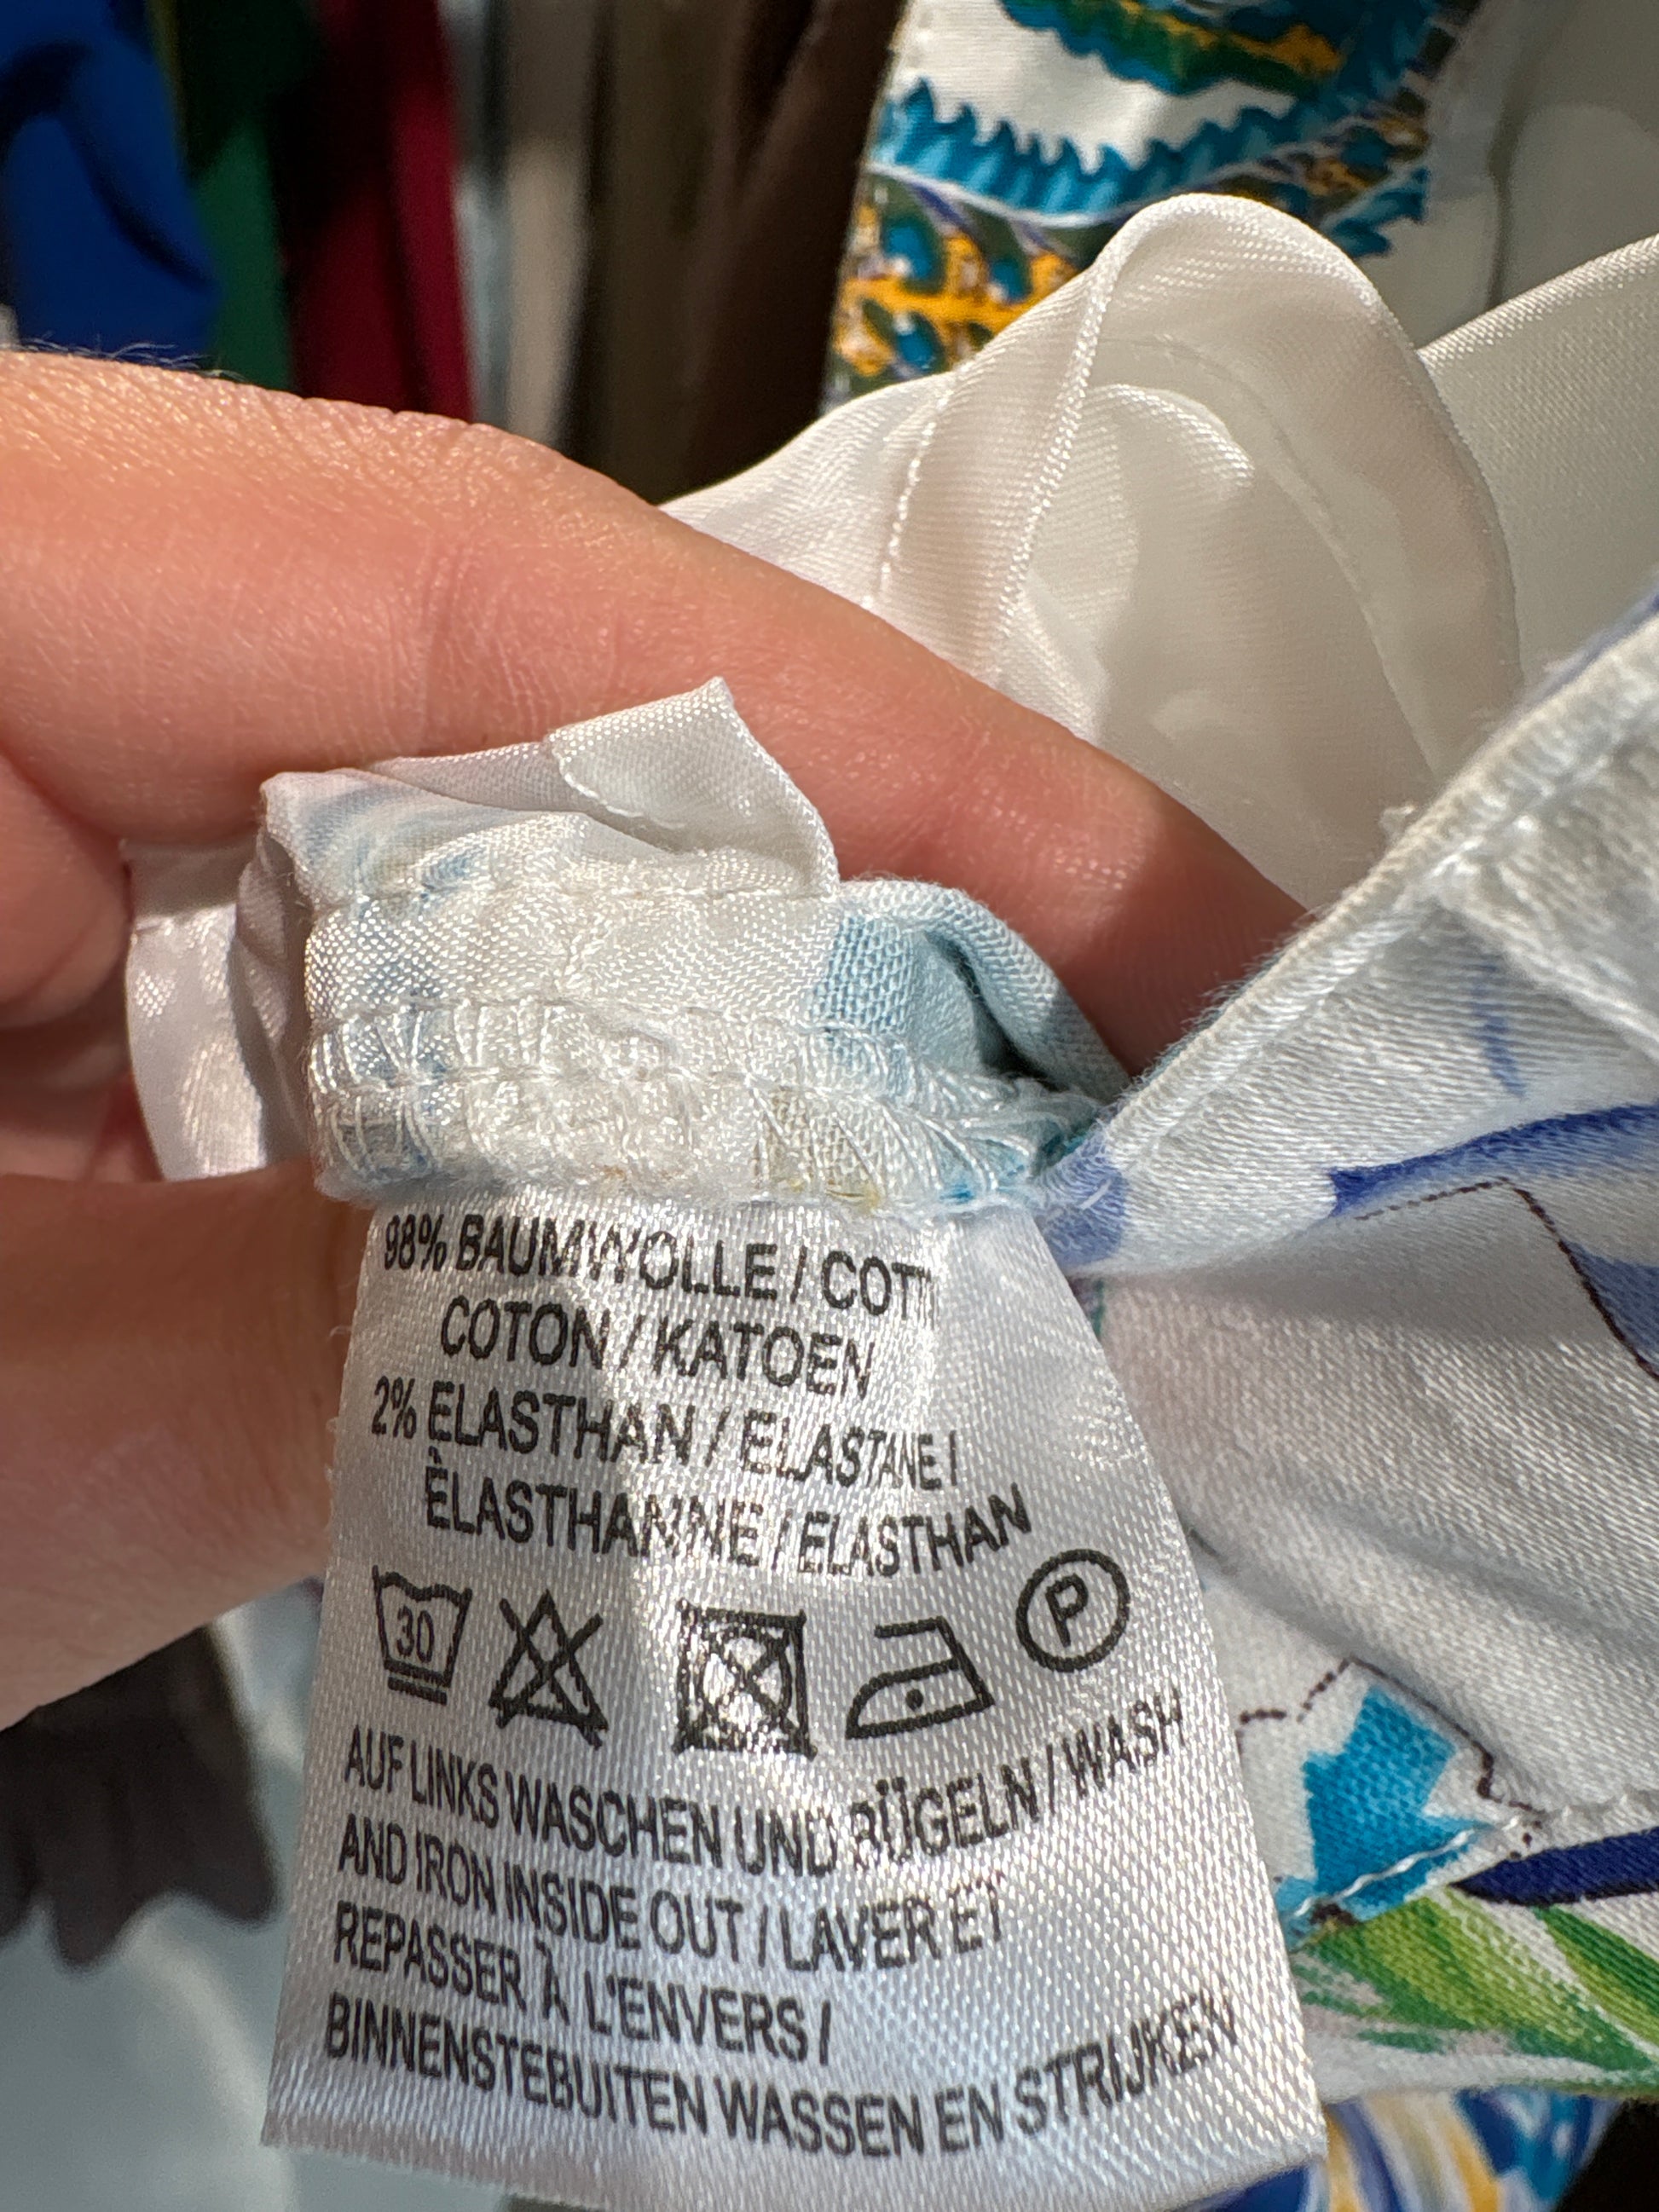 98% BAUMWOLLE / COTT
COTON / KATOEN
2% ELASTHAN / ELASTANE /
ÈLASTHANNE / ELASTHAN
30 P
AUF LINKS WASCHEN UND BÜGELN / WASH
AND IRON INSIDE OUT / LAVER ET
REPASSER À L'ENVERS /
BINNENSTEBUITEN WASSEN EN STRIJKEN